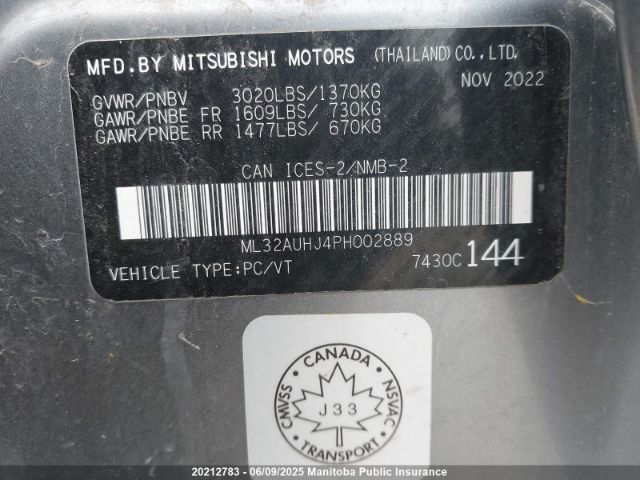 MFD.BY MITSUBISHI MOTORS (THAILAND)CO.,LTD.
NOV 2022
GVWR/PNBV 3020LBS/1370KG
GAWR/PNBE FR 1609LBS/ 730KG
GAWR/PNBE RR 1477LBS/ 670KG
CAN ICES-2/NMB-2
ML32AUHJ4PH002889
VEHICLE TYPE:PC/VT 7430C 144
CANADA
CMVSS J33 NSVAC
TRANSPORT
20212783 - 06/09/2025 Manitoba Public Insurance